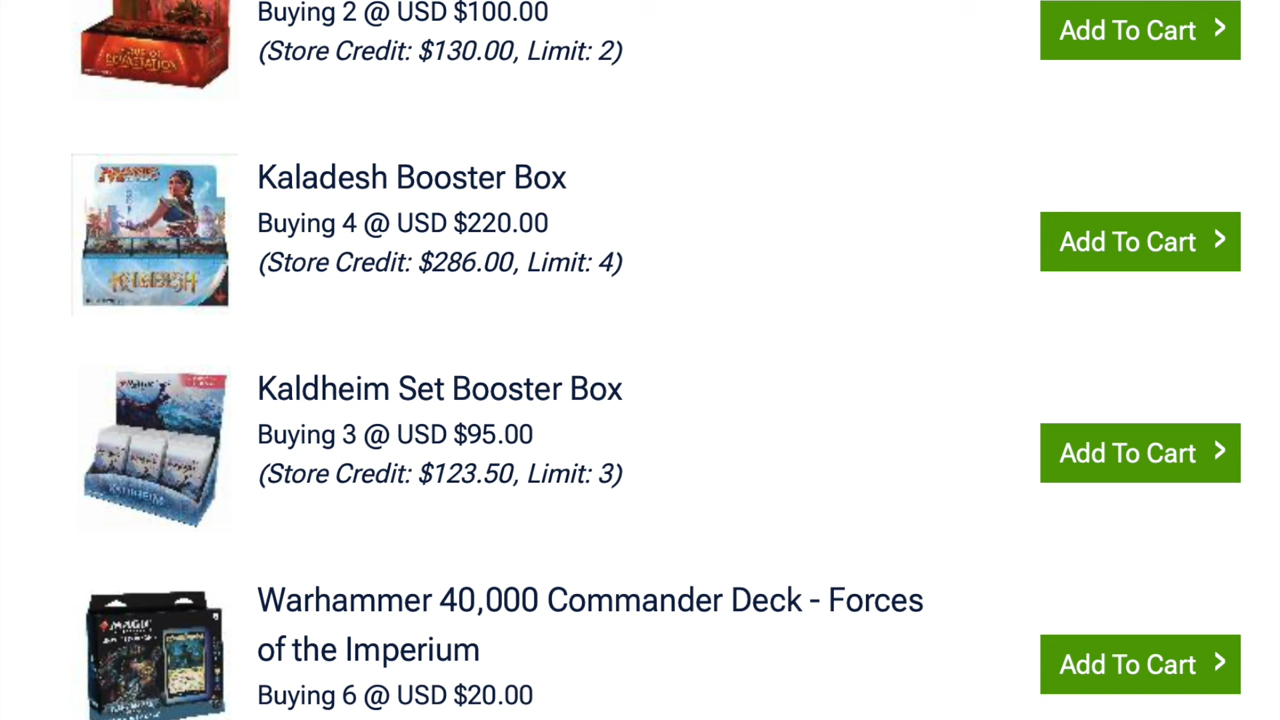 Buying 2 @ USD $100.00
(Store Credit: $130.00, Limit: 2)
Add To Cart
Kaladesh Booster Box
Buying 4 @ USD $220.00
(Store Credit: $286.00, Limit: 4)
Add To Cart
Kaldheim Set Booster Box
Buying 3 @ USD $95.00
(Store Credit: $123.50, Limit: 3)
Add To Cart
Warhammer 40,000 Commander Deck - Forces
of the Imperium
Buying 6 @ USD $20.00
Add To Cart